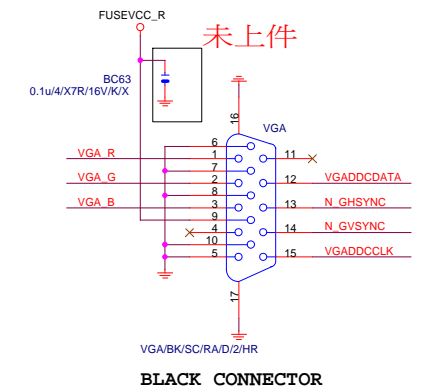 FUSEVCC_R
未上件
BC63
0.1u/4/X7R/16V/K/X
16
VGA
6
VGA_R 1 11
7
VGA_G 2 12 VGADDCDATA
8
VGA_B 3 13 N_GHSYNC
9
4 14 N_GVSYNC
10
5 15 VGADDCCLK
17
VGA/BK/SC/RA/D/2/HR
BLACK CONNECTOR